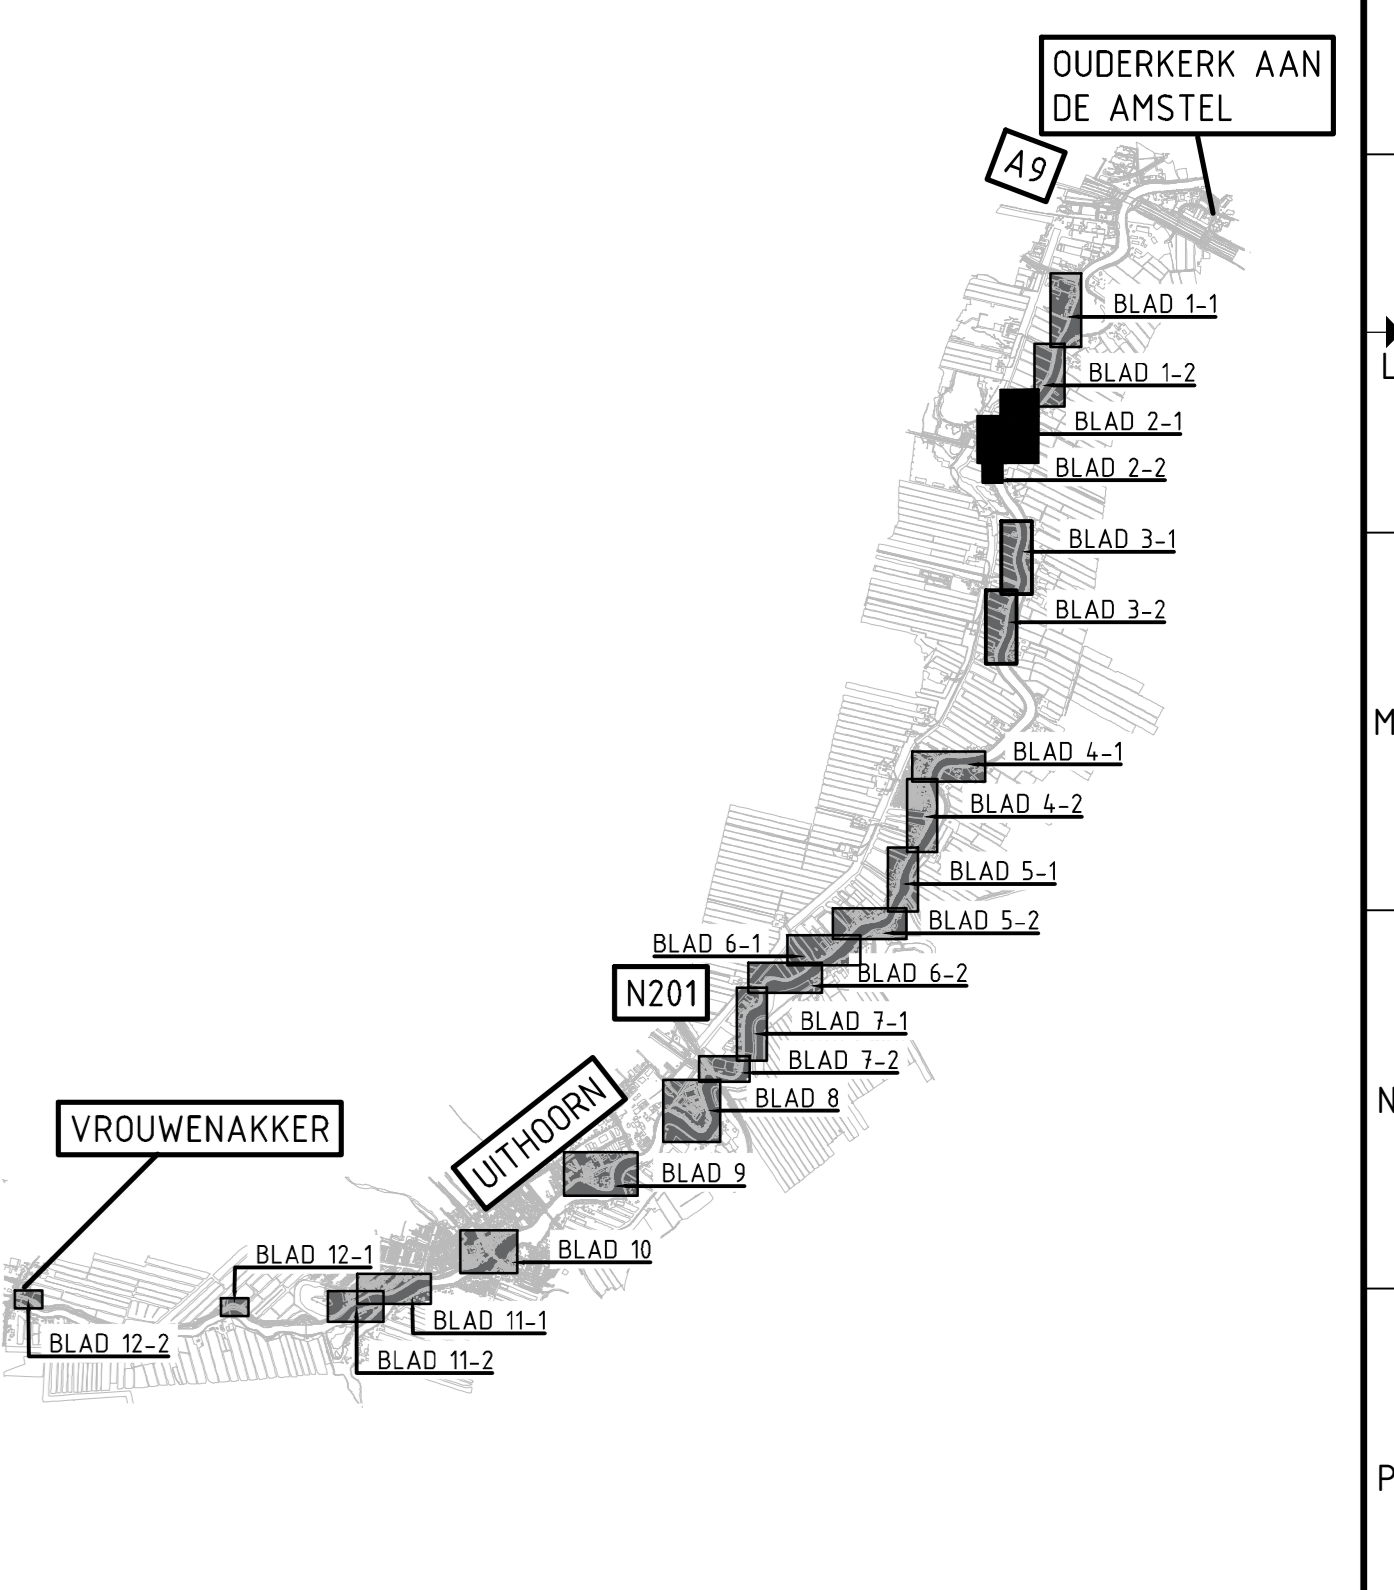 OUDERKERK AAN
DE AMSTEL
A9
BLAD 1-1
L
BLAD 1-2
BLAD 2-1
BLAD 2-2
BLAD 3-1
BLAD 3-2
M
BLAD 4-1
BLAD 4-2
BLAD 5-1
BLAD 5-2
BLAD 6-1
BLAD 6-2
N201
BLAD 7-1
BLAD 7-2
BLAD 8
N
UITHOORN
VROUWENAKKER
BLAD 9
BLAD 10
BLAD 12-1
BLAD 11-1
BLAD 12-2
BLAD 11-2
P